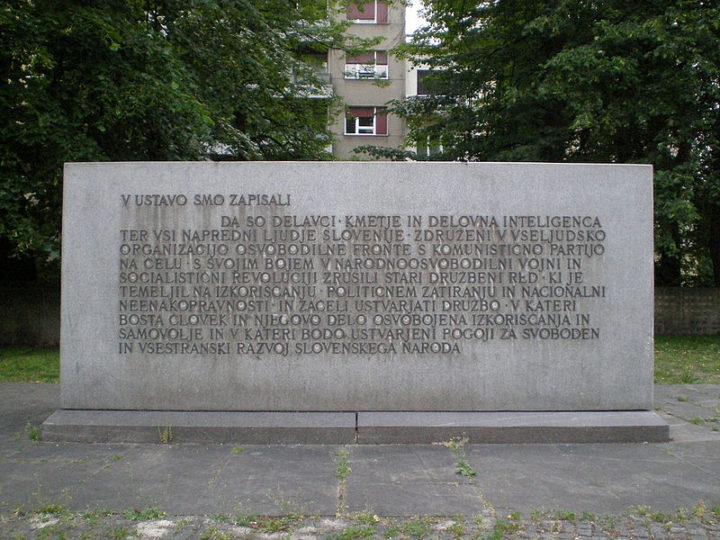 V USTAVO SMO ZAPISALI
DA SO DELAVCI · KMETJE IN DELOVNA INTELIGENCA
TER VSI NAPREDNI LJUDJE SLOVENIJE · ZDRUŽENI V VSELJUDSKO
ORGANIZACIJO OSVOBODILNE FRONTE S KOMUNISTIČNO PARTIJO
NA ČELU · S SVOJIM BOJEM V NARODNOOSVOBODILNI VOJNI IN
SOCIALISTIČNI REVOLUCIJI ZRUŠILI STARI DRUŽBENI RED · KI JE
TEMELJIL NA IZKORIŠČANJU · POLITIČNEM ZATIRANJU IN NACIONALNI
NEENAKOPRAVNOSTI · IN ZAČELI USTVARJATI DRUŽBO · V KATERI
BOSTA ČLOVEK IN NJEGOVO DELO OSVOBOJENA IZKORIŠČANJA IN
SAMOVOLJE IN V KATERI BODO USTVARJENI POGOJI ZA SVOBODEN
IN VSESTRANSKI RAZVOJ SLOVENSKEGA NARODA